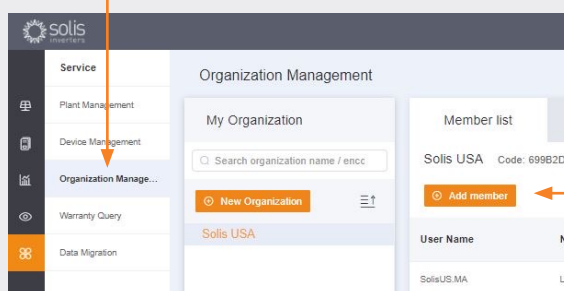 solis
inverters
Service
Plant Management
Device Management
Organization Manage...
Warranty Query
Data Migration
Organization Management
My Organization
Search organization name / encc
New Organization
Solis USA
Member list
Solis USA Code: 699B2D
Add member
User Name N
SolisUS.MA L